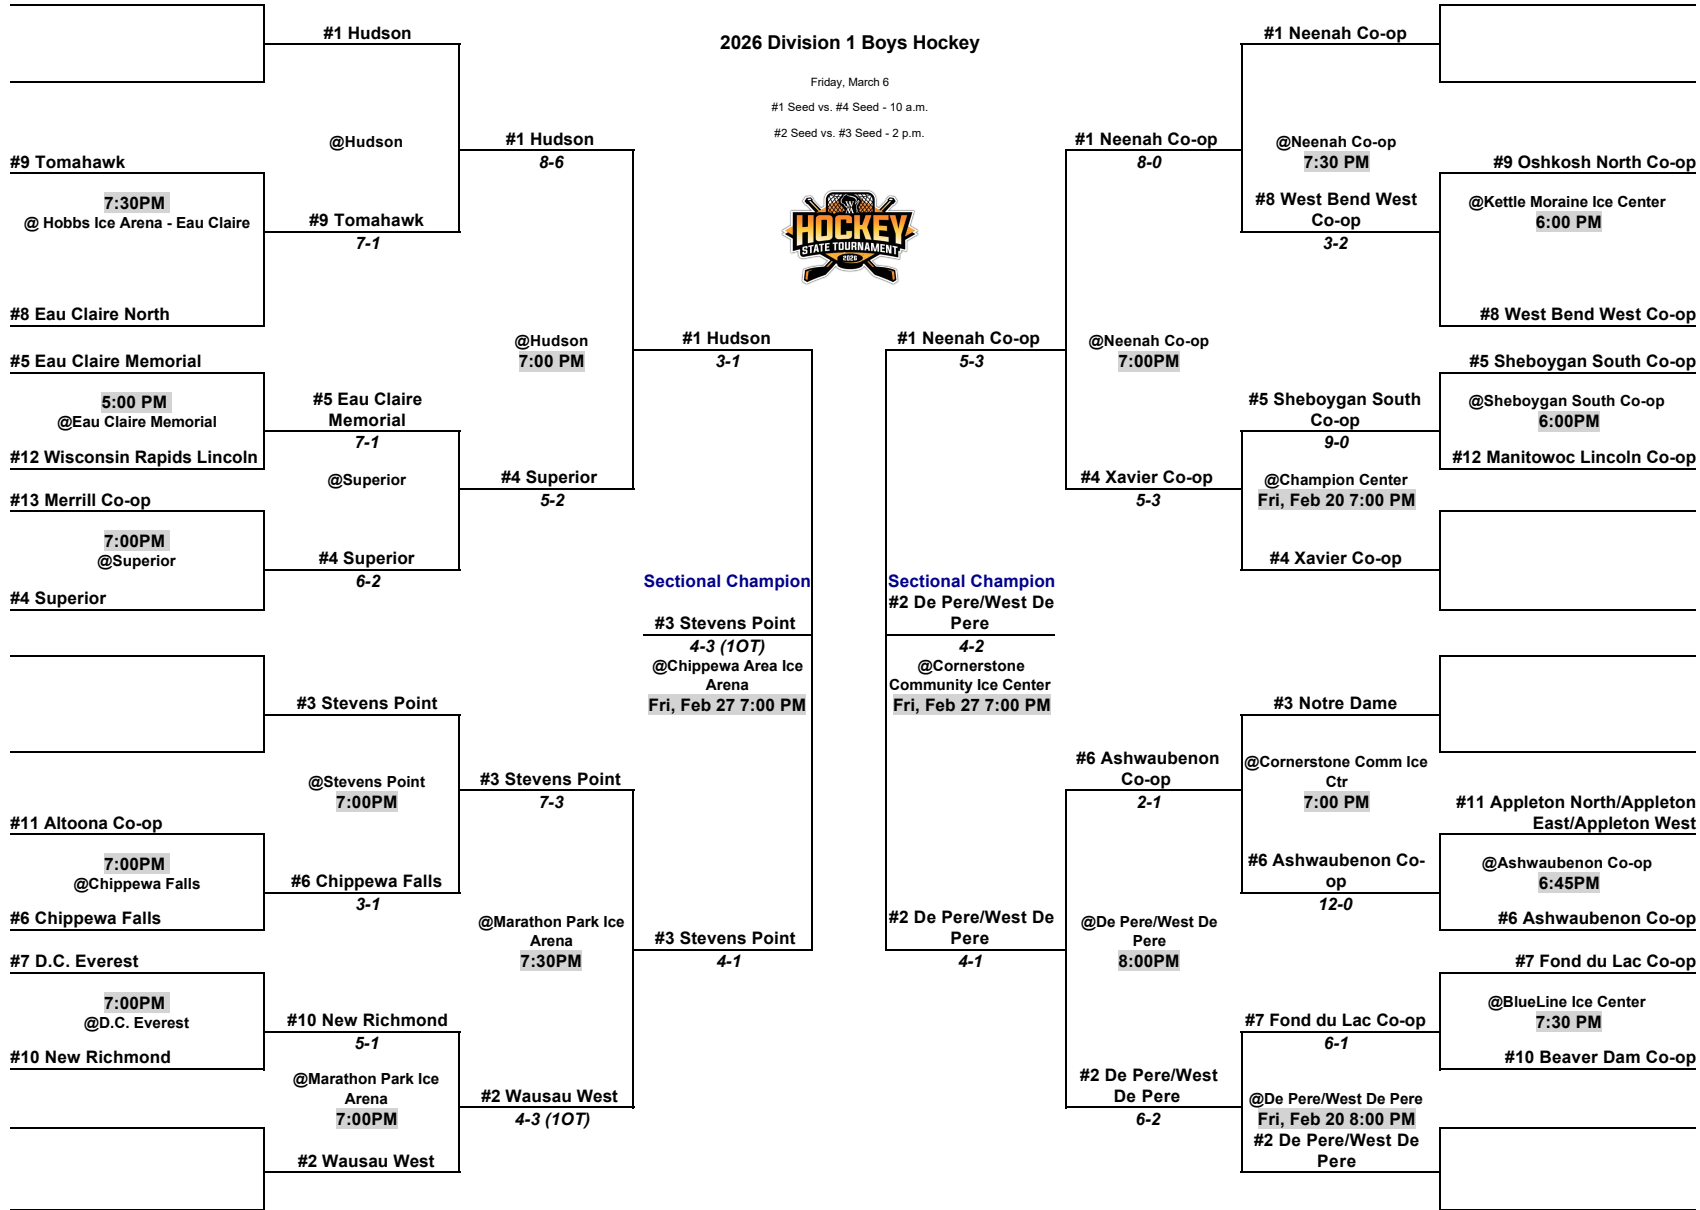 2026 Division 1 Boys Hockey
Friday, March 6
#1 Seed vs. #4 Seed - 10 a.m.
#2 Seed vs. #3 Seed - 2 p.m.
HOCKEY
STATE TOURNAMENT
2026
#9 Tomahawk
7:30PM
@ Hobbs Ice Arena - Eau Claire
#8 Eau Claire North
#5 Eau Claire Memorial
5:00 PM
@Eau Claire Memorial
#12 Wisconsin Rapids Lincoln
#13 Merrill Co-op
7:00PM
@Superior
#4 Superior
#11 Altoona Co-op
7:00PM
@Chippewa Falls
#6 Chippewa Falls
#7 D.C. Everest
7:00PM
@D.C. Everest
#10 New Richmond
#1 Hudson
@Hudson
#9 Tomahawk
7-1
#5 Eau Claire
Memorial
7-1
@Superior
#4 Superior
6-2
#3 Stevens Point
@Stevens Point
7:00PM
#6 Chippewa Falls
3-1
#10 New Richmond
5-1
@Marathon Park Ice
Arena
7:00PM
#2 Wausau West
#1 Hudson
8-6
@Hudson
7:00 PM
#4 Superior
5-2
#3 Stevens Point
7-3
@Marathon Park Ice
Arena
7:30PM
#2 Wausau West
4-3 (1OT)
#1 Hudson
3-1
Sectional Champion
#3 Stevens Point
4-3 (1OT)
@Chippewa Area Ice
Arena
Fri, Feb 27 7:00 PM
#3 Stevens Point
4-1
#1 Neenah Co-op
5-3
Sectional Champion
#2 De Pere/West De
Pere
4-2
@Cornerstone
Community Ice Center
Fri, Feb 27 7:00 PM
#2 De Pere/West De
Pere
4-1
#1 Neenah Co-op
8-0
@Neenah Co-op
7:00PM
#4 Xavier Co-op
5-3
#6 Ashwaubenon
Co-op
2-1
@De Pere/West De
Pere
8:00PM
#2 De Pere/West
De Pere
6-2
#1 Neenah Co-op
@Neenah Co-op
7:30 PM
#8 West Bend West
Co-op
3-2
#5 Sheboygan South
Co-op
9-0
@Champion Center
Fri, Feb 20 7:00 PM
#4 Xavier Co-op
#3 Notre Dame
@Cornerstone Comm Ice
Ctr
7:00 PM
#6 Ashwaubenon Co-
op
12-0
#7 Fond du Lac Co-op
6-1
@De Pere/West De Pere
Fri, Feb 20 8:00 PM
#2 De Pere/West De
Pere
#9 Oshkosh North Co-op
@Kettle Moraine Ice Center
6:00 PM
#8 West Bend West Co-op
#5 Sheboygan South Co-op
@Sheboygan South Co-op
6:00PM
#12 Manitowoc Lincoln Co-op
#11 Appleton North/Appleton
East/Appleton West
@Ashwaubenon Co-op
6:45PM
#6 Ashwaubenon Co-op
#7 Fond du Lac Co-op
@BlueLine Ice Center
7:30 PM
#10 Beaver Dam Co-op